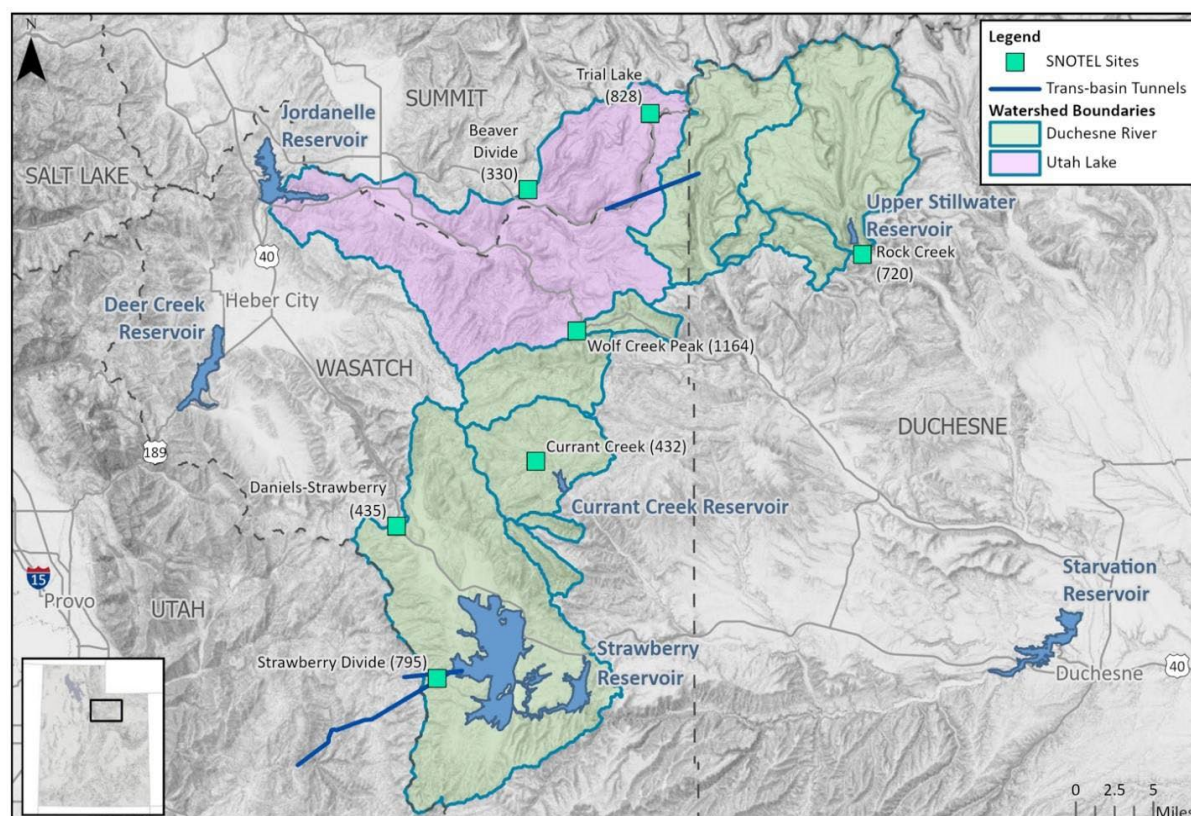 N
Legend
SNOTEL Sites
Trans-basin Tunnels
Watershed Boundaries
Duchesne River
Utah Lake
Trial Lake
(828)
SUMMIT
Jordanelle
Reservoir
Beaver
Divide
(330)
SALT LAKE
Upper Stillwater
Reservoir
Rock Creek
(720)
40
Heber City
Deer Creek
Reservoir
Wolf Creek Peak (1164)
WASATCH
DUCHESNE
189
Currant Creek (432)
Daniels-Strawberry
(435)
Currant Creek Reservoir
15
Provo
UTAH
Starvation
Reservoir
Strawberry Divide (795)
Strawberry
Reservoir
Duchesne
40
0 2.5 5
Miles